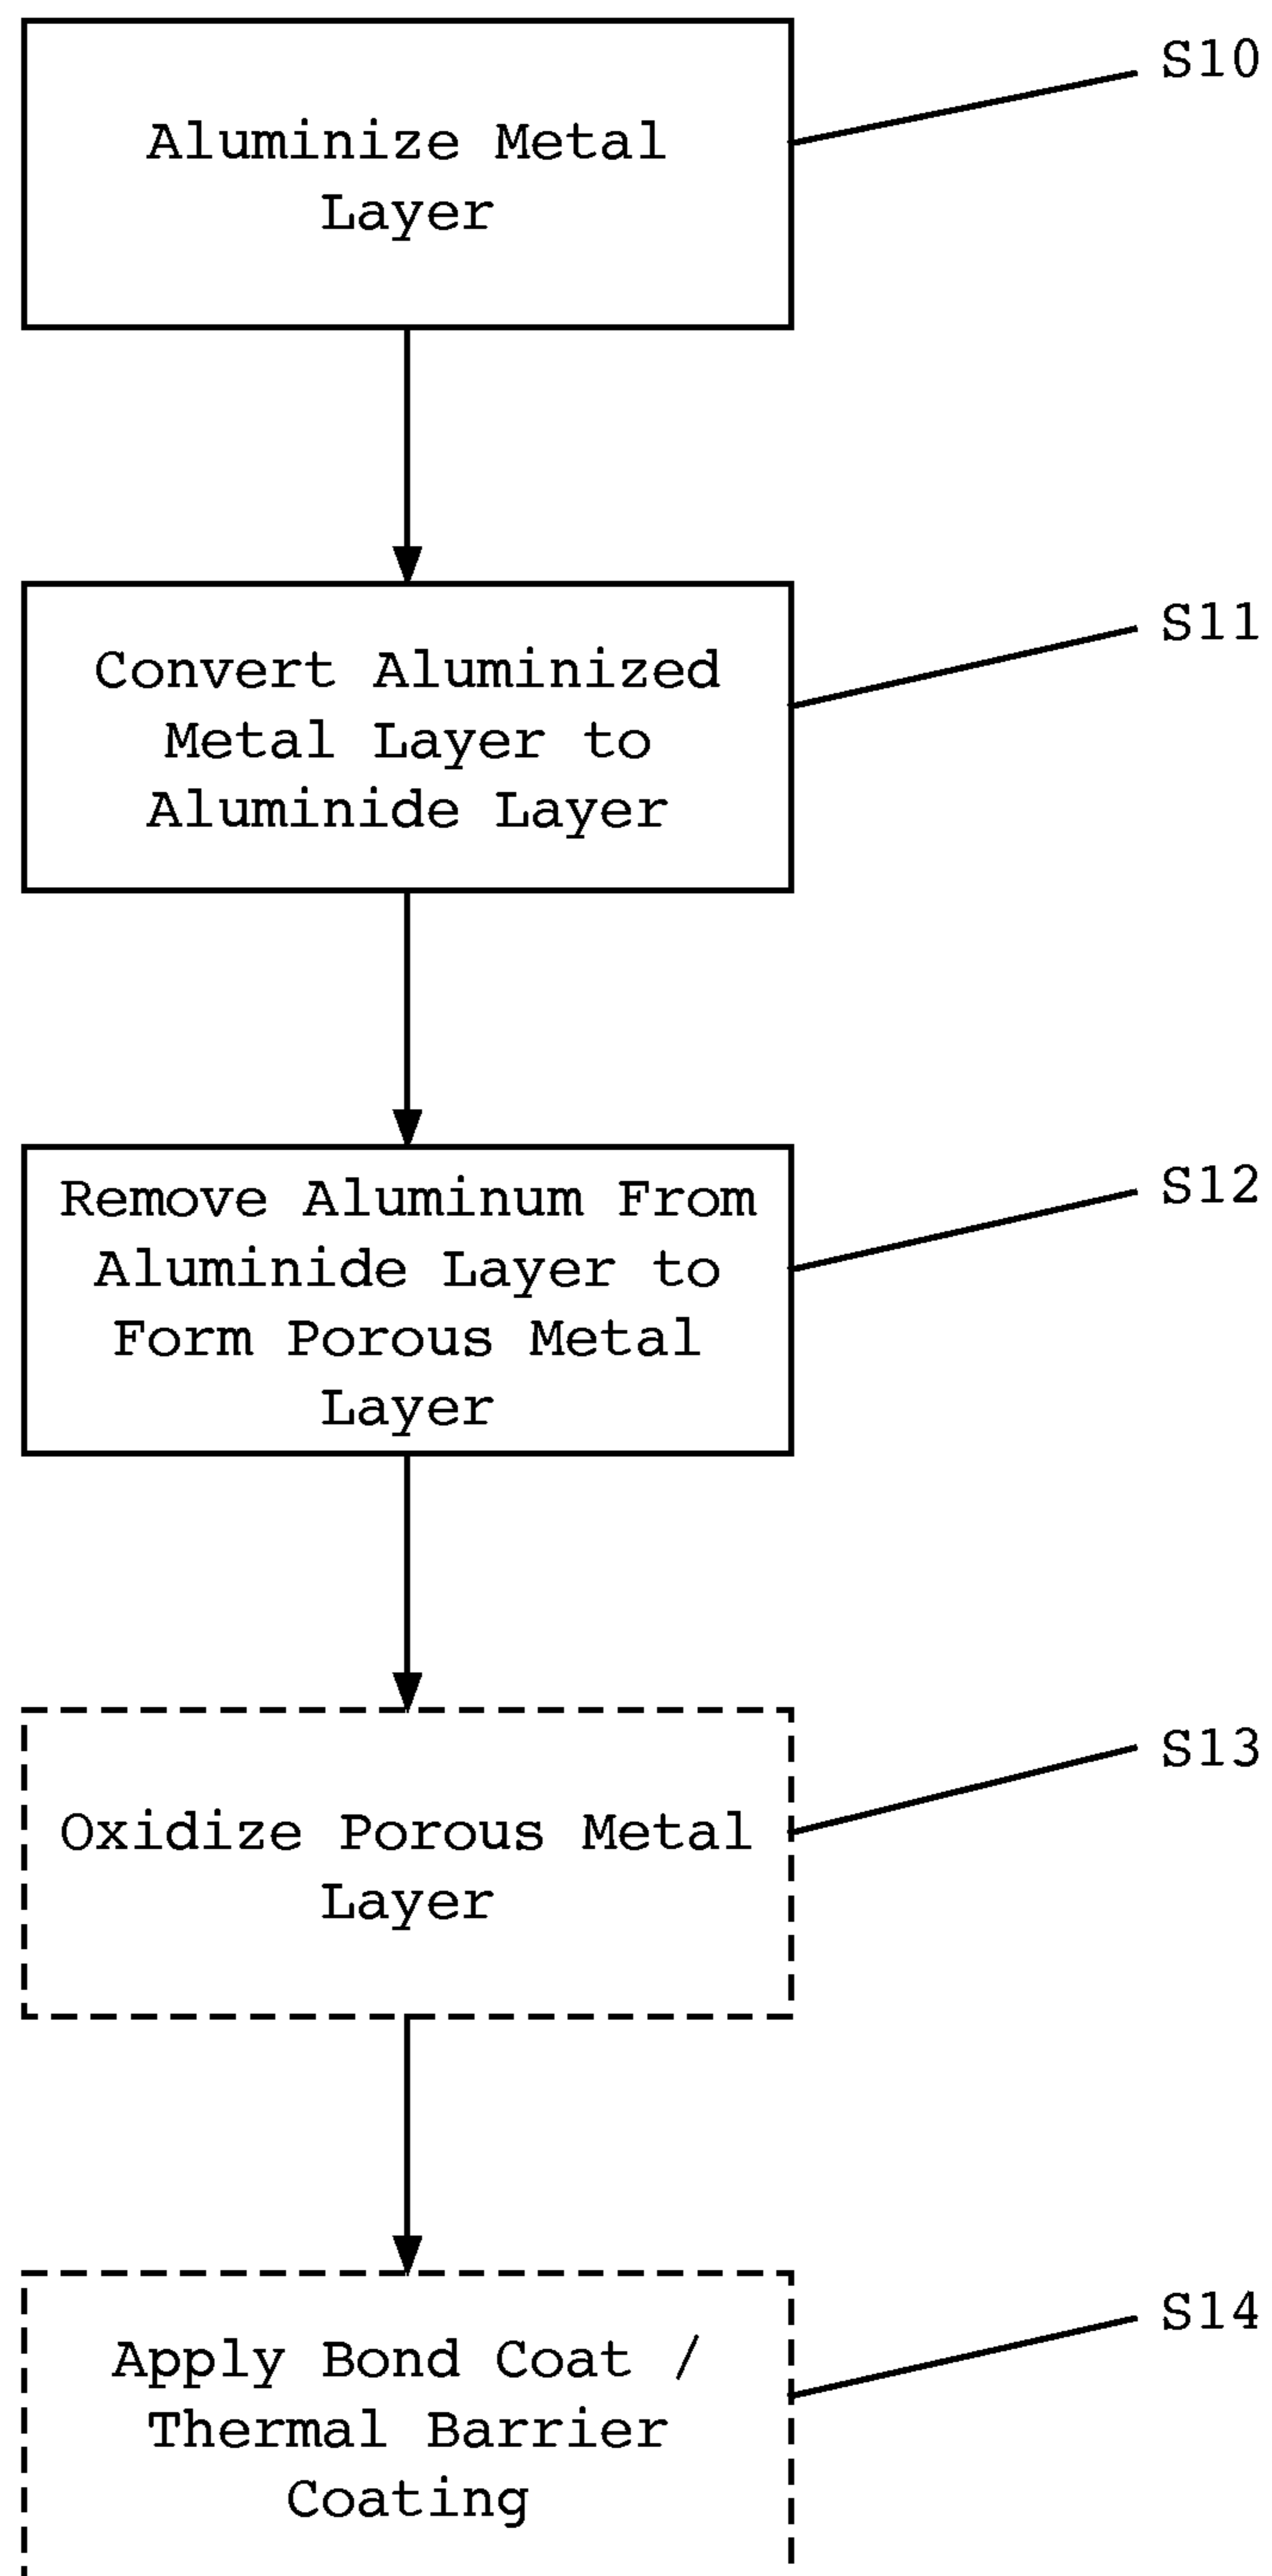 Aluminize Metal
Layer
S10
Convert Aluminized
Metal Layer to
Aluminide Layer
S11
Remove Aluminum From
Aluminide Layer to
Form Porous Metal
Layer
S12
Oxidize Porous Metal
Layer
S13
Apply Bond Coat /
Thermal Barrier
Coating
S14